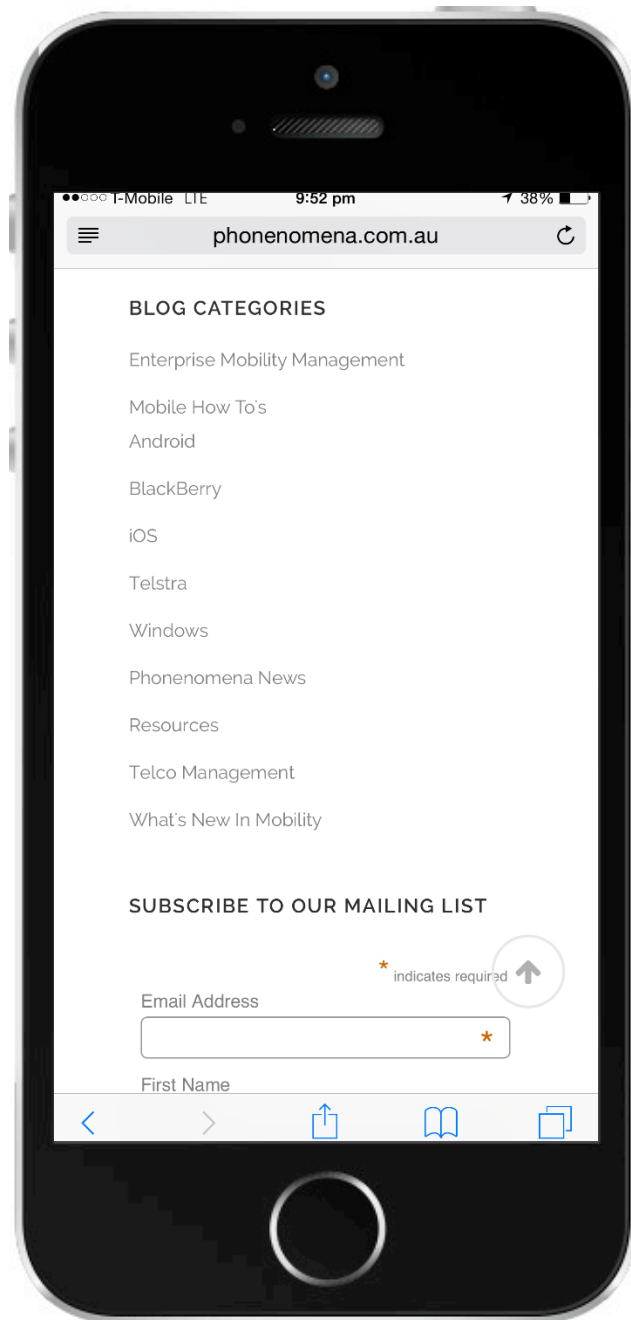 T-Mobile LTE 9:52 pm 38%
phonenomena.com.au
BLOG CATEGORIES
Enterprise Mobility Management
Mobile How To's
Android
BlackBerry
iOS
Telstra
Windows
Phonenomena News
Resources
Telco Management
What's New In Mobility
SUBSCRIBE TO OUR MAILING LIST
* indicates required
Email Address
*
First Name